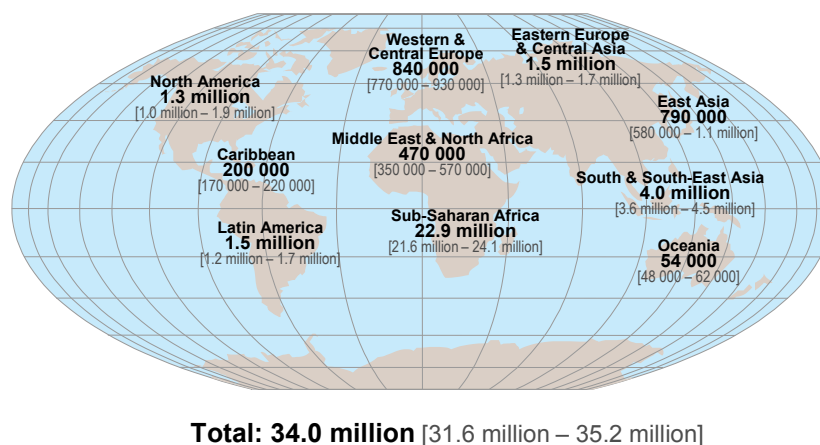 Western &
Central Europe
840 000
[770 000 – 930 000]
Eastern Europe
& Central Asia
1.5 million
[1.3 million – 1.7 million]
North America
1.3 million
[1.0 million – 1.9 million]
East Asia
790 000
[580 000 – 1.1 million]
Middle East & North Africa
470 000
[350 000 – 570 000]
Caribbean
200 000
[170 000 – 220 000]
South & South-East Asia
4.0 million
[3.6 million – 4.5 million]
Sub-Saharan Africa
22.9 million
[21.6 million – 24.1 million]
Latin America
1.5 million
[1.2 million – 1.7 million]
Oceania
54 000
[48 000 – 62 000]
Total: 34.0 million [31.6 million – 35.2 million]